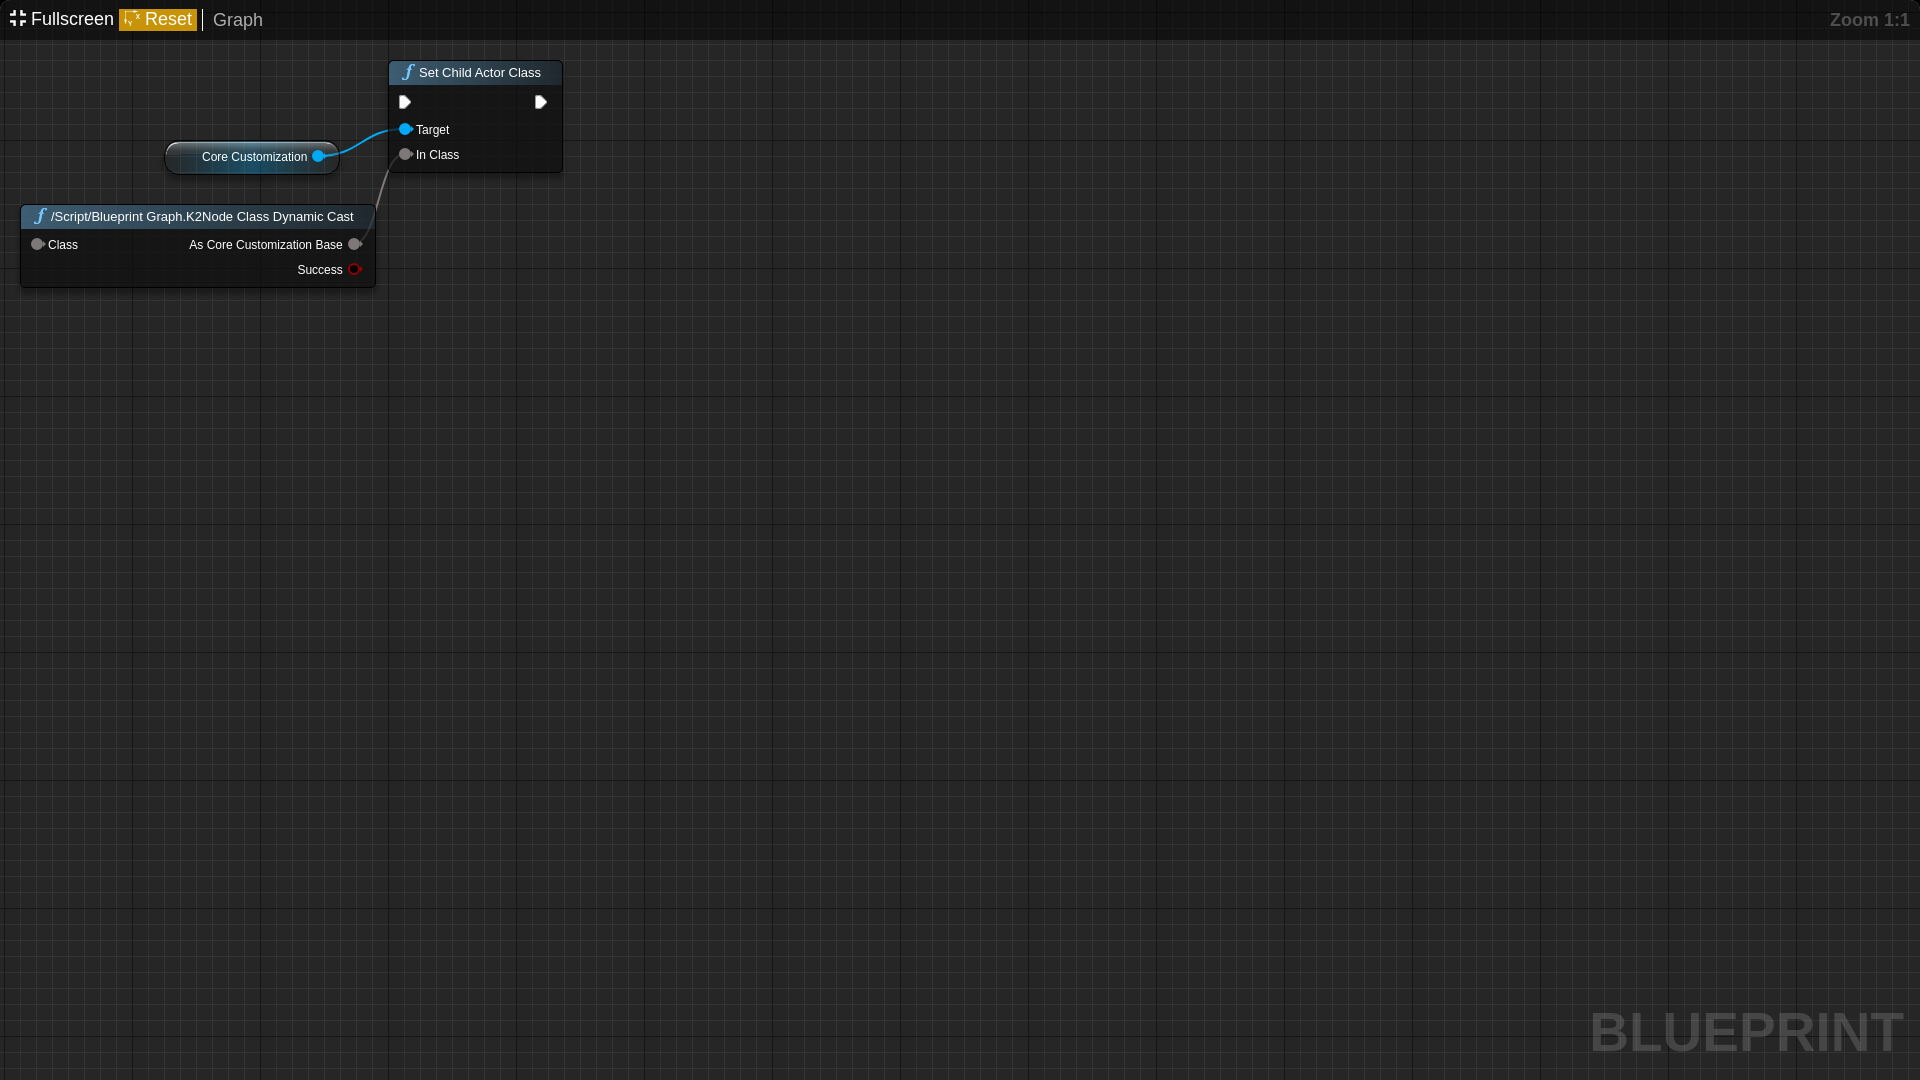 Fullscreen Reset Graph Zoom 1:1
Set Child Actor Class
Target
Core Customization
In Class
/Script/Blueprint Graph.K2Node Class Dynamic Cast
Class As Core Customization Base
Success
BLUEPRINT